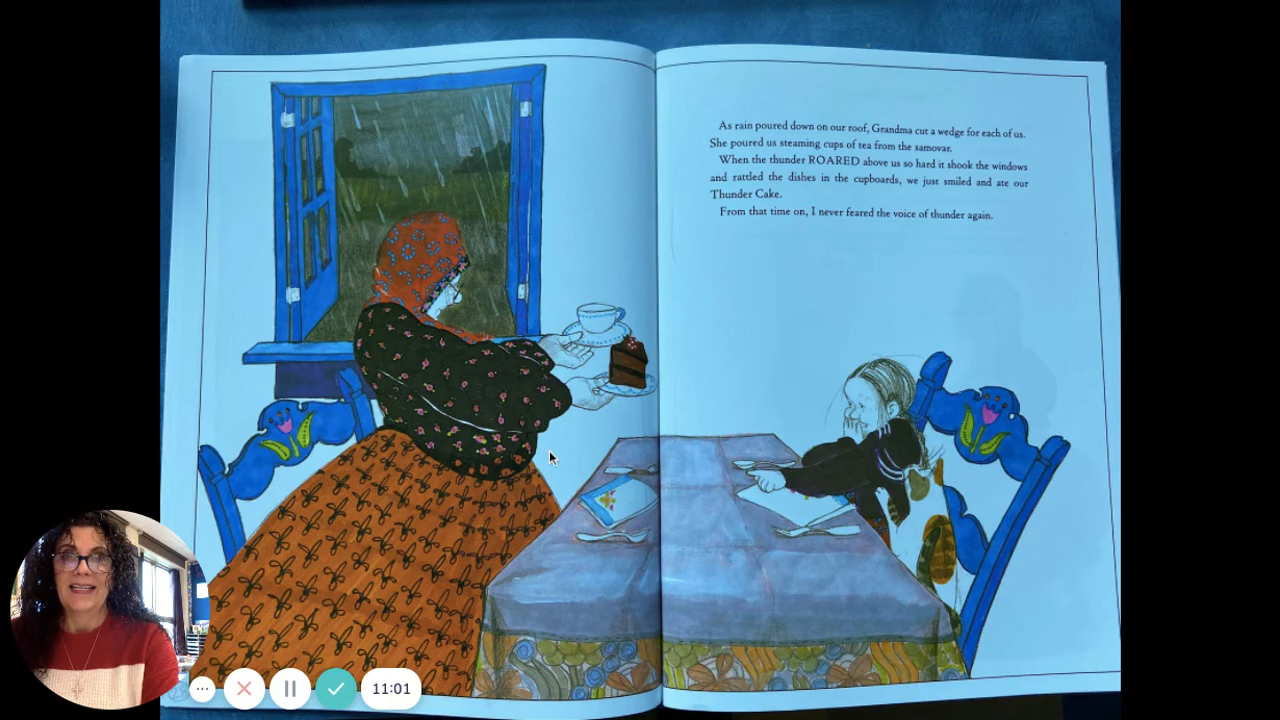 As rain poured down on our roof, Grandma cut a wedge for each of us.
She poured us steaming cups of tea from the samovar.
When the thunder ROARED above us so hard it shook the windows
and rattled the dishes in the cupboards, we just smiled and ate our
Thunder Cake.
From that time on, I never feared the voice of thunder again.
11:01